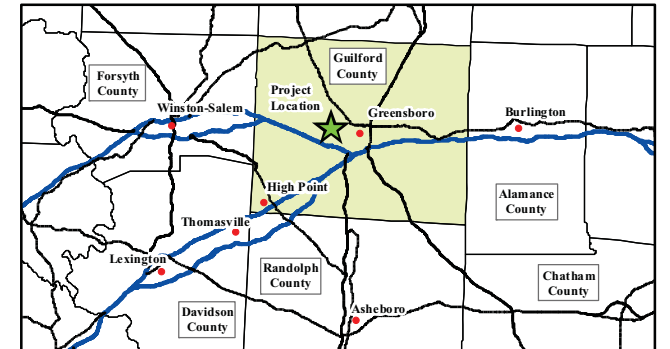 Guilford
County
Forsyth
County
Project
Location
Winston-Salem
Greensboro
Burlington
High Point
Alamance
County
Thomasville
Lexington
Randolph
County
Chatham
County
Davidson
County
Asheboro